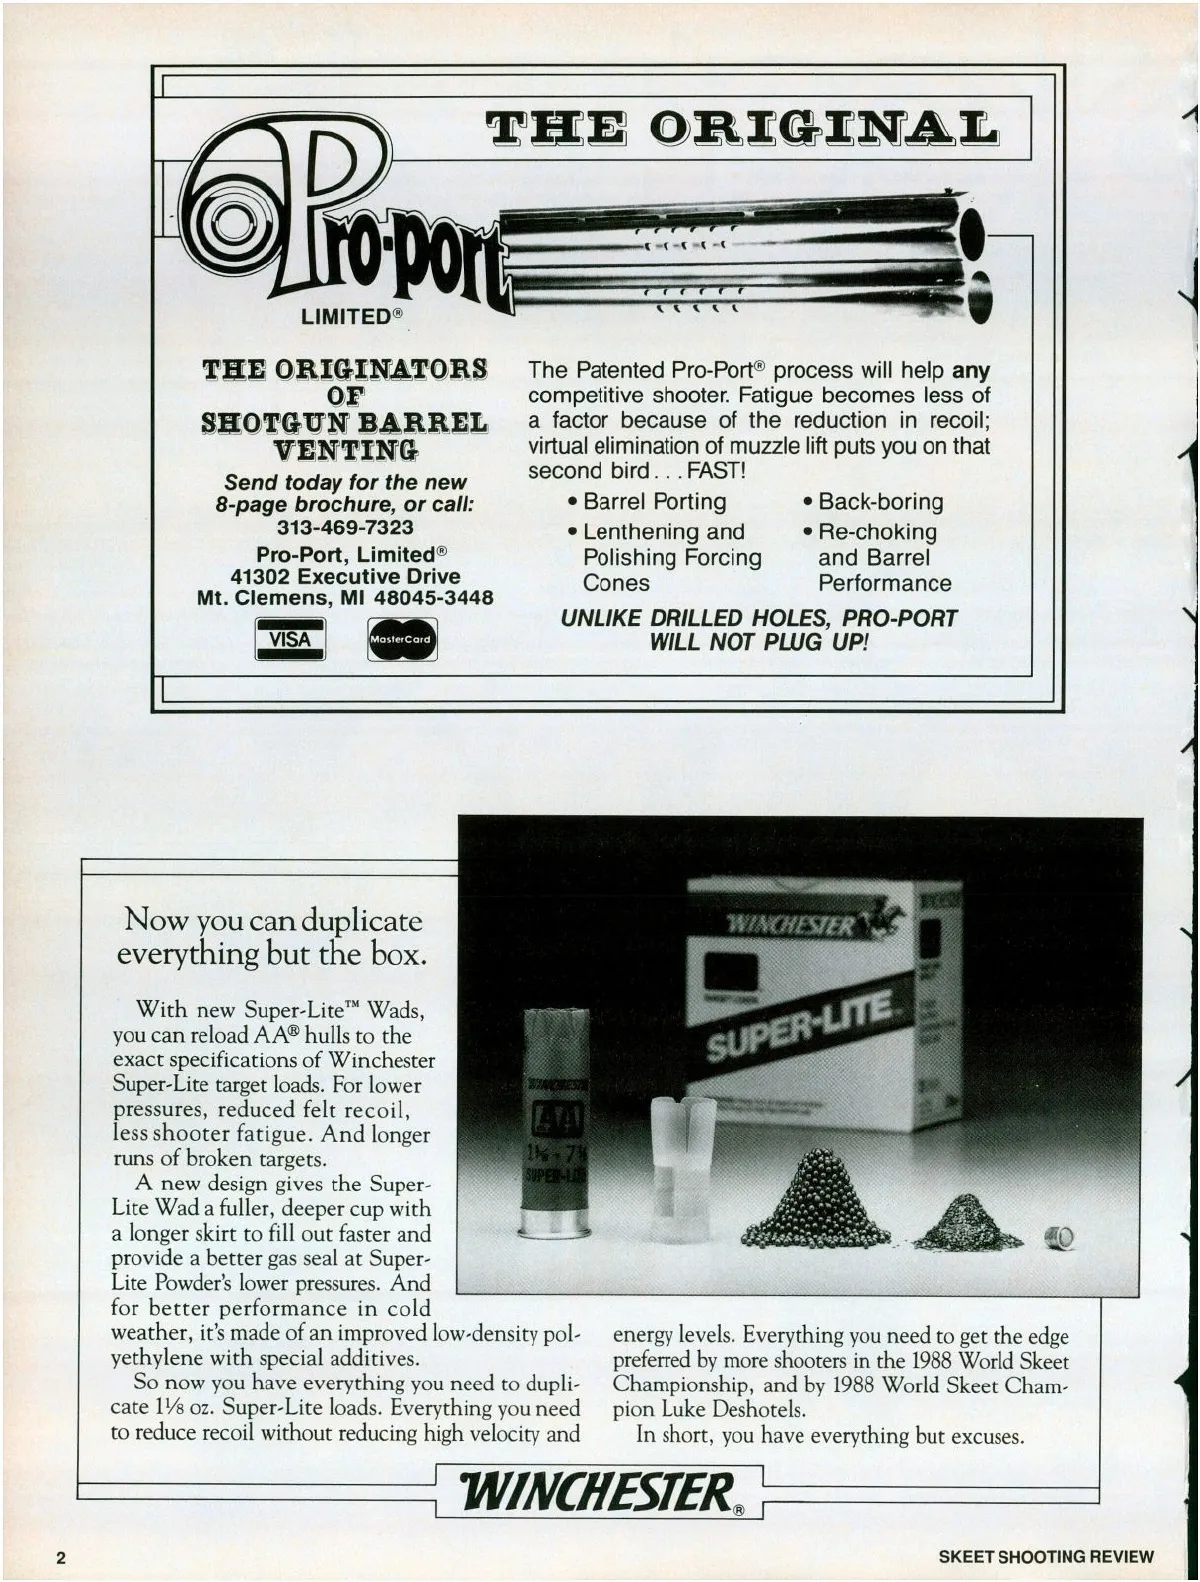 THE ORIGINAL
Pro-port
LIMITED®
THE ORIGINATORS
OF
SHOTGUN BARREL
VENTING
Send today for the new
8-page brochure, or call:
313-469-7323
Pro-Port, Limited®
41302 Executive Drive
Mt. Clemens, MI 48045-3448
VISA
MasterCard
The Patented Pro-Port® process will help any
competitive shooter. Fatigue becomes less of
a factor because of the reduction in recoil;
virtual elimination of muzzle lift puts you on that
second bird . . . FAST!
• Barrel Porting
• Lenthening and
Polishing Forcing
Cones
• Back-boring
• Re-choking
and Barrel
Performance
UNLIKE DRILLED HOLES, PRO-PORT
WILL NOT PLUG UP!
Now you can duplicate
everything but the box.
With new Super-Lite™ Wads,
you can reload AA® hulls to the
exact specifications of Winchester
Super-Lite target loads. For lower
pressures, reduced felt recoil,
less shooter fatigue. And longer
runs of broken targets.
A new design gives the Super-
Lite Wad a fuller, deeper cup with
a longer skirt to fill out faster and
provide a better gas seal at Super-
Lite Powder's lower pressures. And
for better performance in cold
weather, it's made of an improved low-density pol-
yethylene with special additives.
So now you have everything you need to dupli-
cate 1⅛ oz. Super-Lite loads. Everything you need
to reduce recoil without reducing high velocity and
WINCHESTER
SUPER-LITE
WINCHESTER
AA
SUPER-LITE
energy levels. Everything you need to get the edge
preferred by more shooters in the 1988 World Skeet
Championship, and by 1988 World Skeet Cham-
pion Luke Deshotels.
In short, you have everything but excuses.
WINCHESTER®
2
SKEET SHOOTING REVIEW